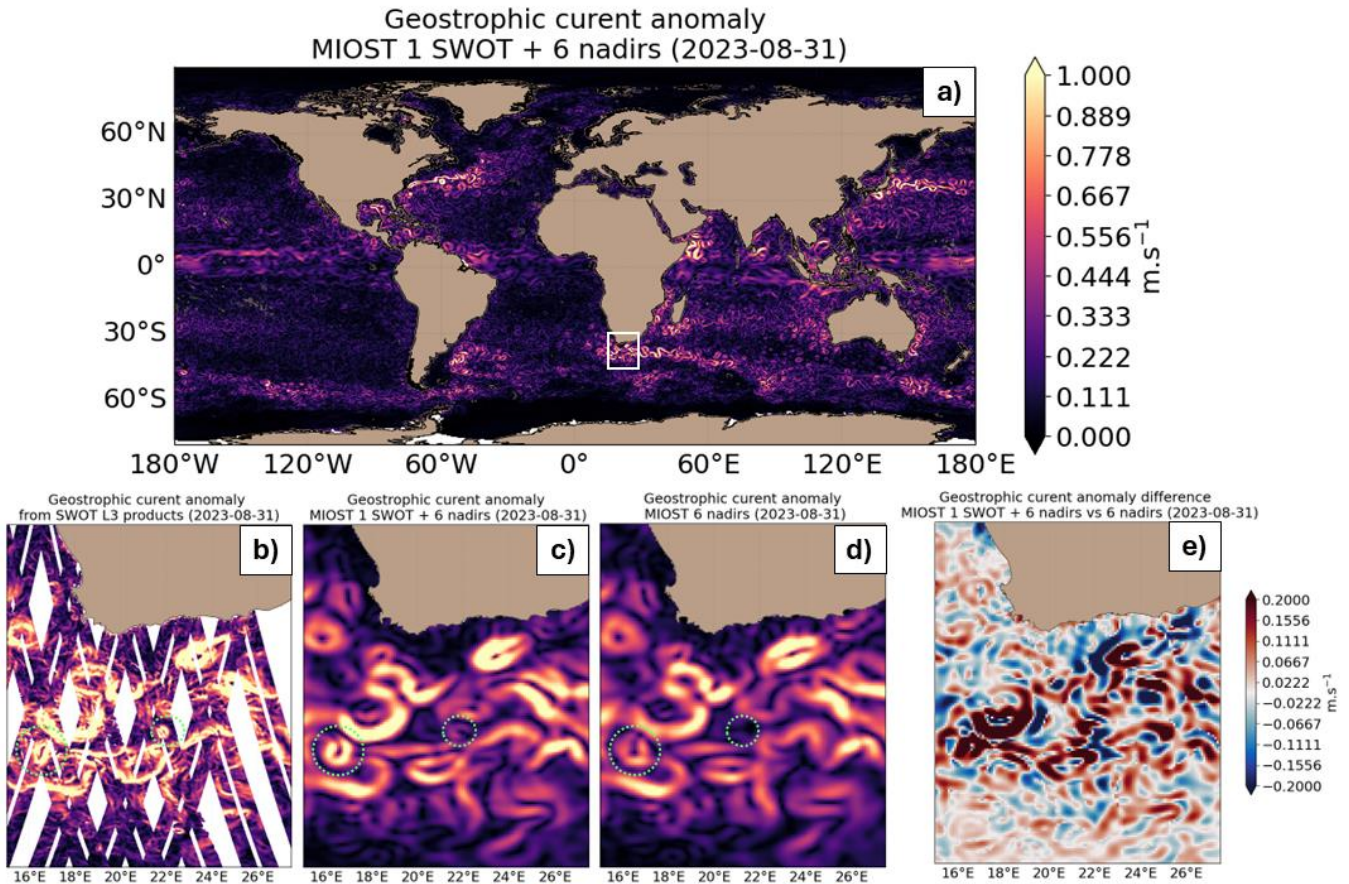 Geostrophic curent anomaly
MIOST 1 SWOT + 6 nadirs (2023-08-31)
a)
60°N
30°N
0°
30°S
60°S
180°W 120°W 60°W 0° 60°E 120°E 180°E
1.000
0.889
0.778
0.667
0.556
0.444
0.333
0.222
0.111
0.000
m.s⁻¹
Geostrophic curent anomaly
from SWOT L3 products (2023-08-31)
b)
16°E 18°E 20°E 22°E 24°E 26°E
Geostrophic curent anomaly
MIOST 1 SWOT + 6 nadirs (2023-08-31)
c)
16°E 18°E 20°E 22°E 24°E 26°E
Geostrophic curent anomaly
MIOST 6 nadirs (2023-08-31)
d)
16°E 18°E 20°E 22°E 24°E 26°E
Geostrophic curent anomaly difference
MIOST 1 SWOT + 6 nadirs vs 6 nadirs (2023-08-31)
e)
16°E 18°E 20°E 22°E 24°E 26°E
0.2000
0.1556
0.1111
0.0667
0.0222
−0.0222
−0.0667
−0.1111
−0.1556
−0.2000
m.s⁻¹